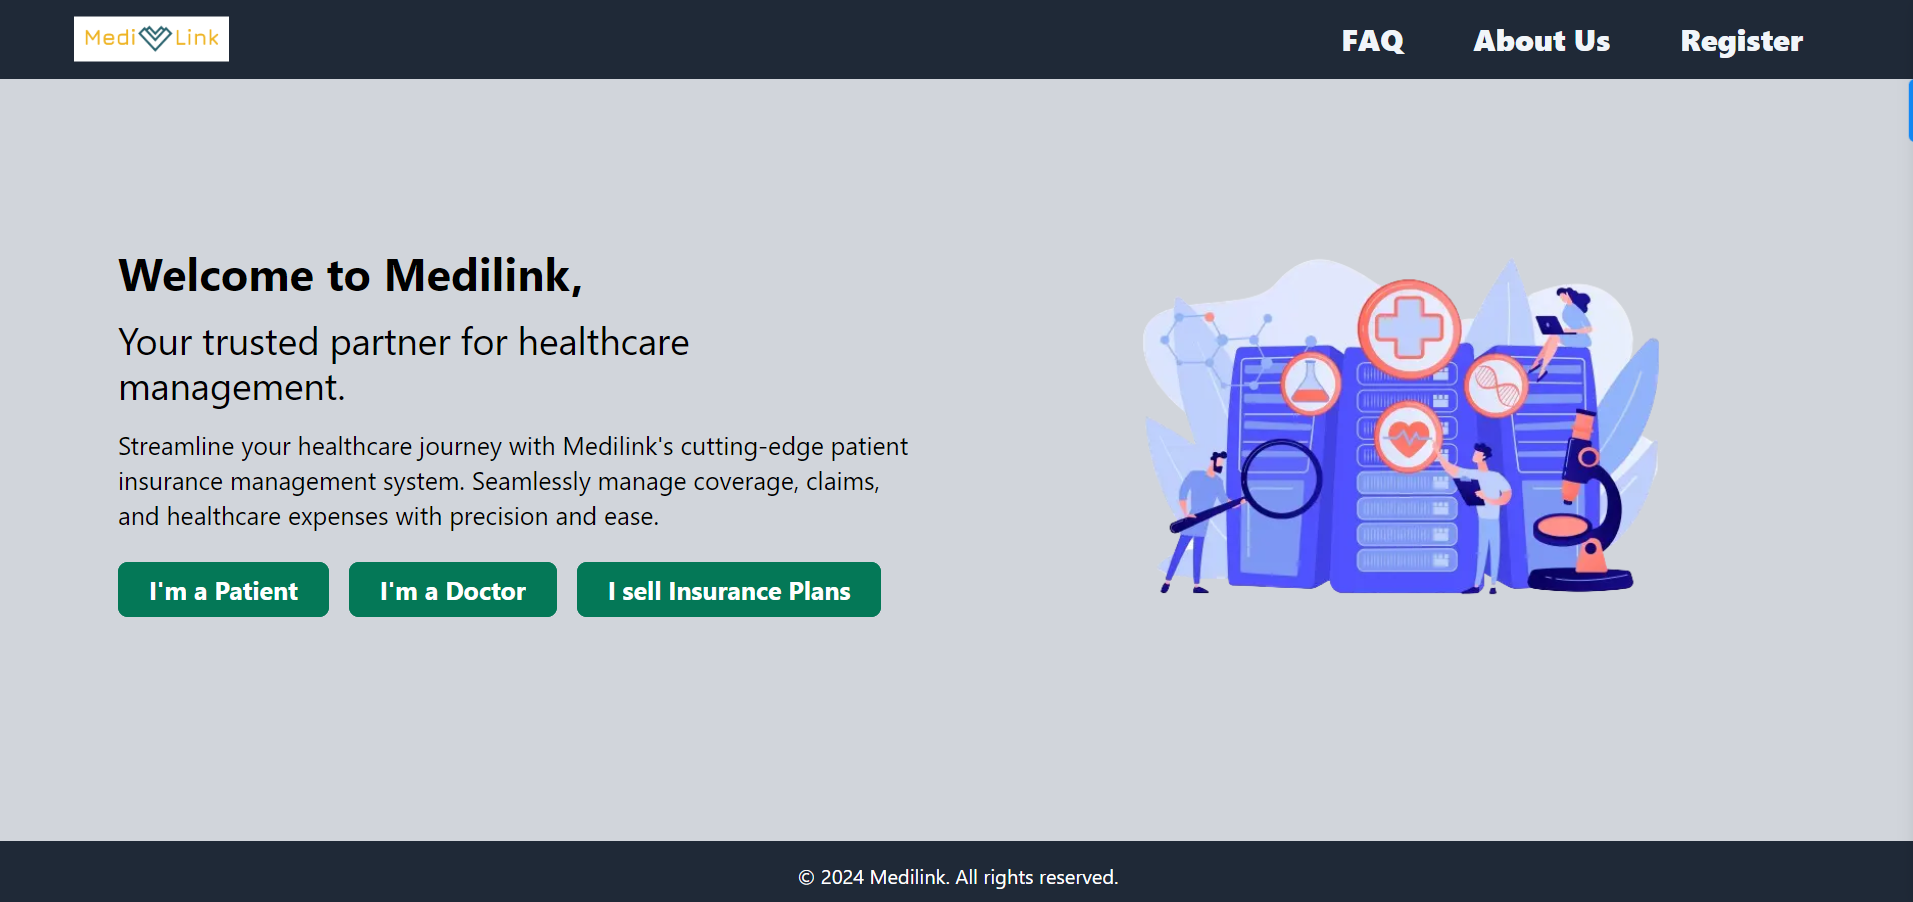 Medi Link
FAQ
About Us
Register
Welcome to Medilink,
Your trusted partner for healthcare
management.
Streamline your healthcare journey with Medilink's cutting-edge patient
insurance management system. Seamlessly manage coverage, claims,
and healthcare expenses with precision and ease.
I'm a Patient
I'm a Doctor
I sell Insurance Plans
© 2024 Medilink. All rights reserved.